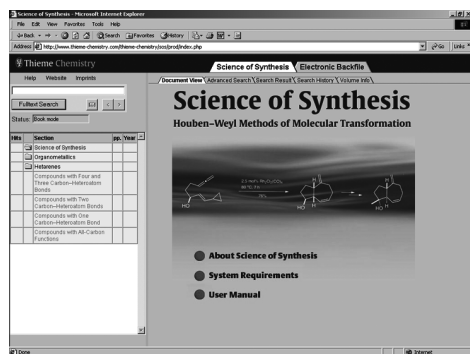 Science of Synthesis - Microsoft Internet Explorer
File Edit View Favorites Tools Help
Back Search Favorites History
Address http://www.thieme-chemistry.com/thieme-chemistry/sos/prod/index.php Go Links
Thieme Chemistry
Science of Synthesis Electronic Backfile
Help Website Imprints
Document View Advanced Search Search Result Search History Volume Info
Fulltext Search
Status: Book mode
Hits Section pp. Year
Science of Synthesis
Organometallics
Hetarenes
Compounds with Four and
Three Carbon–Heteroatom
Bonds
Compounds with Two
Carbon–Heteroatom Bonds
Compounds with One
Carbon–Heteroatom Bond
Compounds with All-Carbon
Functions
Science of Synthesis
Houben–Weyl Methods of Molecular Transformation
HO
H
HO
H
H
HO
H
About Science of Synthesis
System Requirements
User Manual
Done
Internet